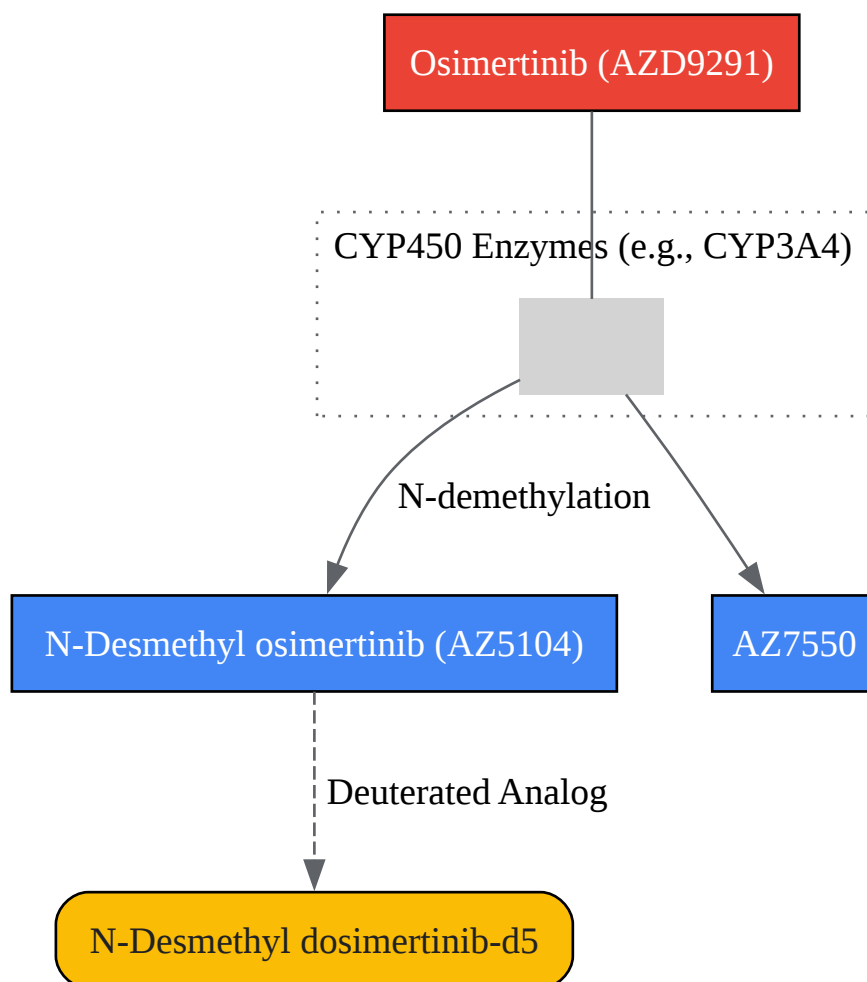 Osimertinib (AZD9291)
CYP450 Enzymes (e.g., CYP3A4)
N-demethylation
N-Desmethyl osimertinib (AZ5104)
AZ7550
Deuterated Analog
N-Desmethyl dosimertinib-d5